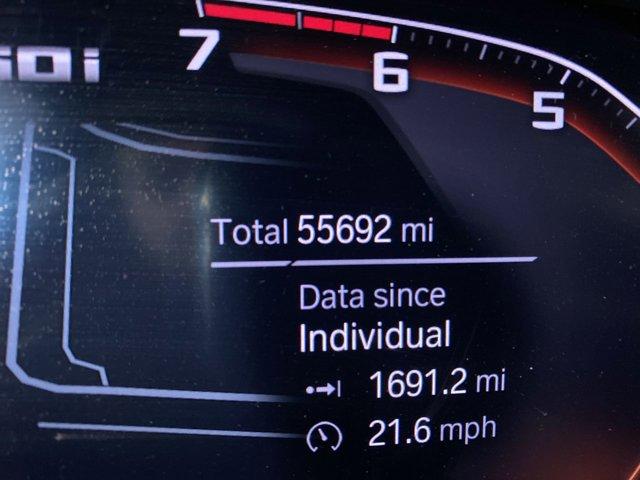 7
6
5
Total 55692 mi
Data since
Individual
1691.2 mi
21.6 mph